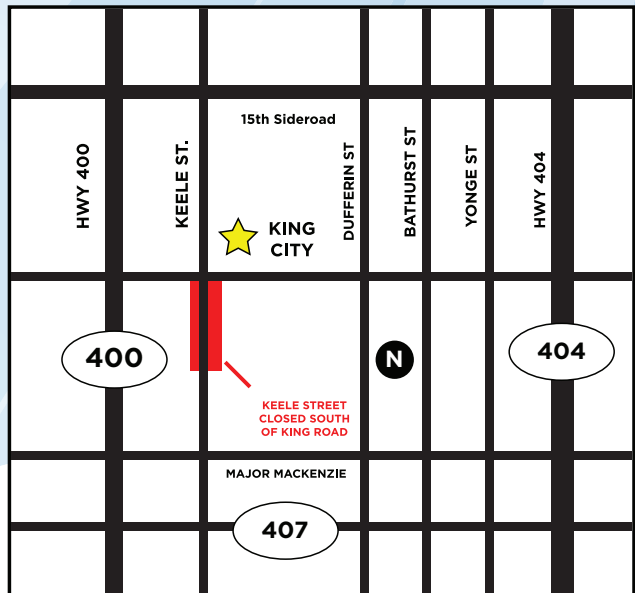 15th Sideroad
HWY 400
KEELE ST.
DUFFERIN ST
BATHURST ST
YONGE ST
HWY 404
KING
CITY
400
N
404
KEELE STREET
CLOSED SOUTH
OF KING ROAD
MAJOR MACKENZIE
407